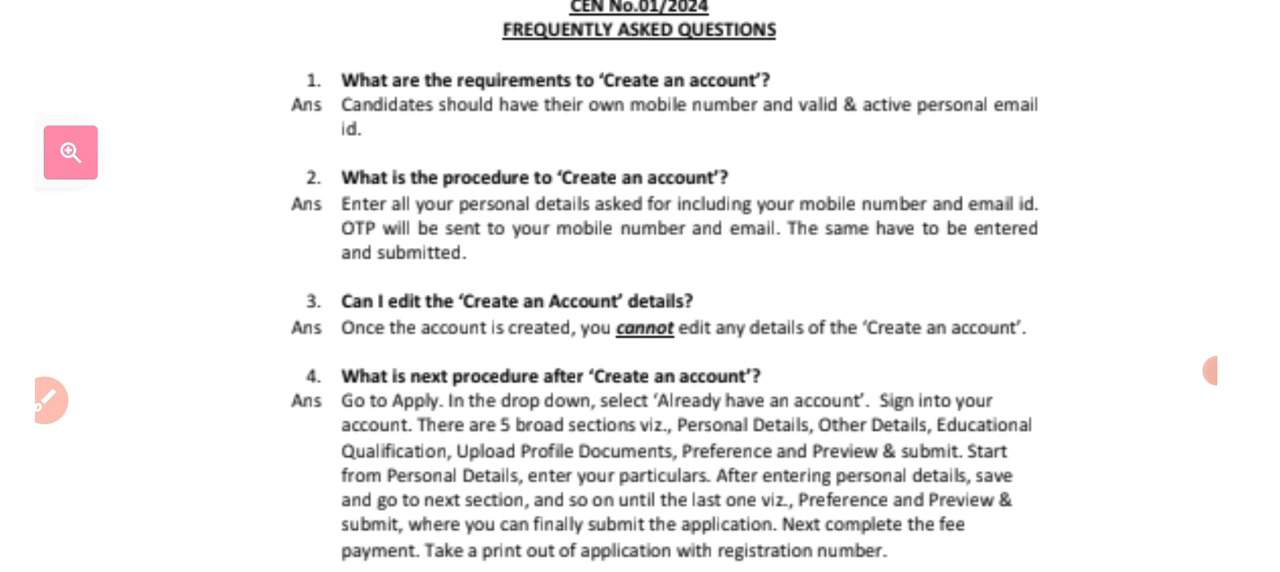 CEN No.01/2024
FREQUENTLY ASKED QUESTIONS
1. What are the requirements to ‘Create an account’?
Ans Candidates should have their own mobile number and valid & active personal email
id.
2. What is the procedure to ‘Create an account’?
Ans Enter all your personal details asked for including your mobile number and email id.
OTP will be sent to your mobile number and email. The same have to be entered
and submitted.
3. Can I edit the ‘Create an Account’ details?
Ans Once the account is created, you cannot edit any details of the ‘Create an account’.
4. What is next procedure after ‘Create an account’?
Ans Go to Apply. In the drop down, select ‘Already have an account’. Sign into your
account. There are 5 broad sections viz., Personal Details, Other Details, Educational
Qualification, Upload Profile Documents, Preference and Preview & submit. Start
from Personal Details, enter your particulars. After entering personal details, save
and go to next section, and so on until the last one viz., Preference and Preview &
submit, where you can finally submit the application. Next complete the fee
payment. Take a print out of application with registration number.